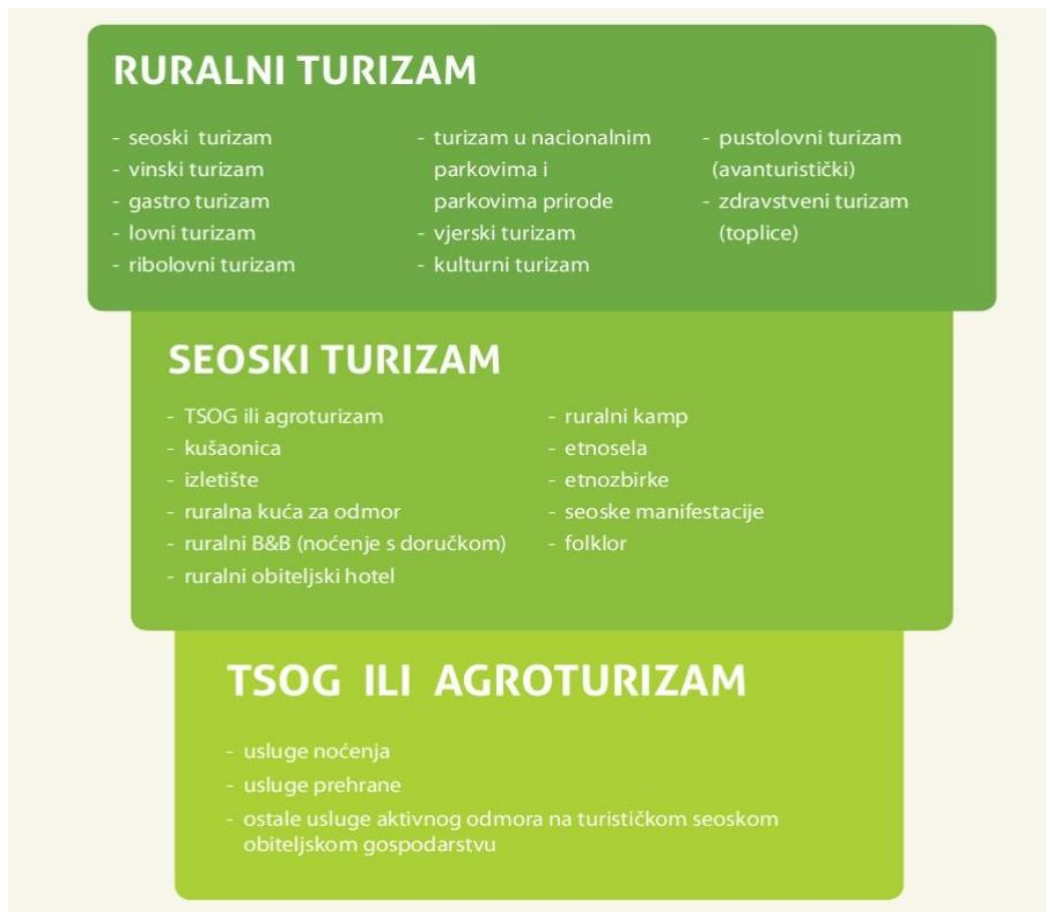 RURALNI TURIZAM
- seoski turizam
- vinski turizam
- gastro turizam
- lovni turizam
- ribolovni turizam
- turizam u nacionalnim
parkovima i
parkovima prirode
- vjerski turizam
- kulturni turizam
- pustolovni turizam
(avanturistički)
- zdravstveni turizam
(toplice)
SEOSKI TURIZAM
- TSOG ili agroturizam
- kušaonica
- izletište
- ruralna kuća za odmor
- ruralni B&B (noćenje s doručkom)
- ruralni obiteljski hotel
- ruralni kamp
- etnosela
- etnozbirke
- seoske manifestacije
- folklor
TSOG ILI AGROTURIZAM
- usluge noćenja
- usluge prehrane
- ostale usluge aktivnog odmora na turističkom seoskom
obiteljskom gospodarstvu